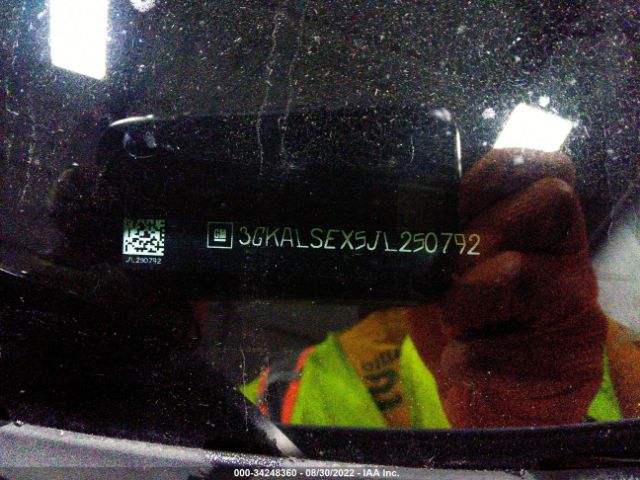 GM 3GKALSEX5JL250792
JL250792
000-34248360 - 08/30/2022 - IAA Inc.